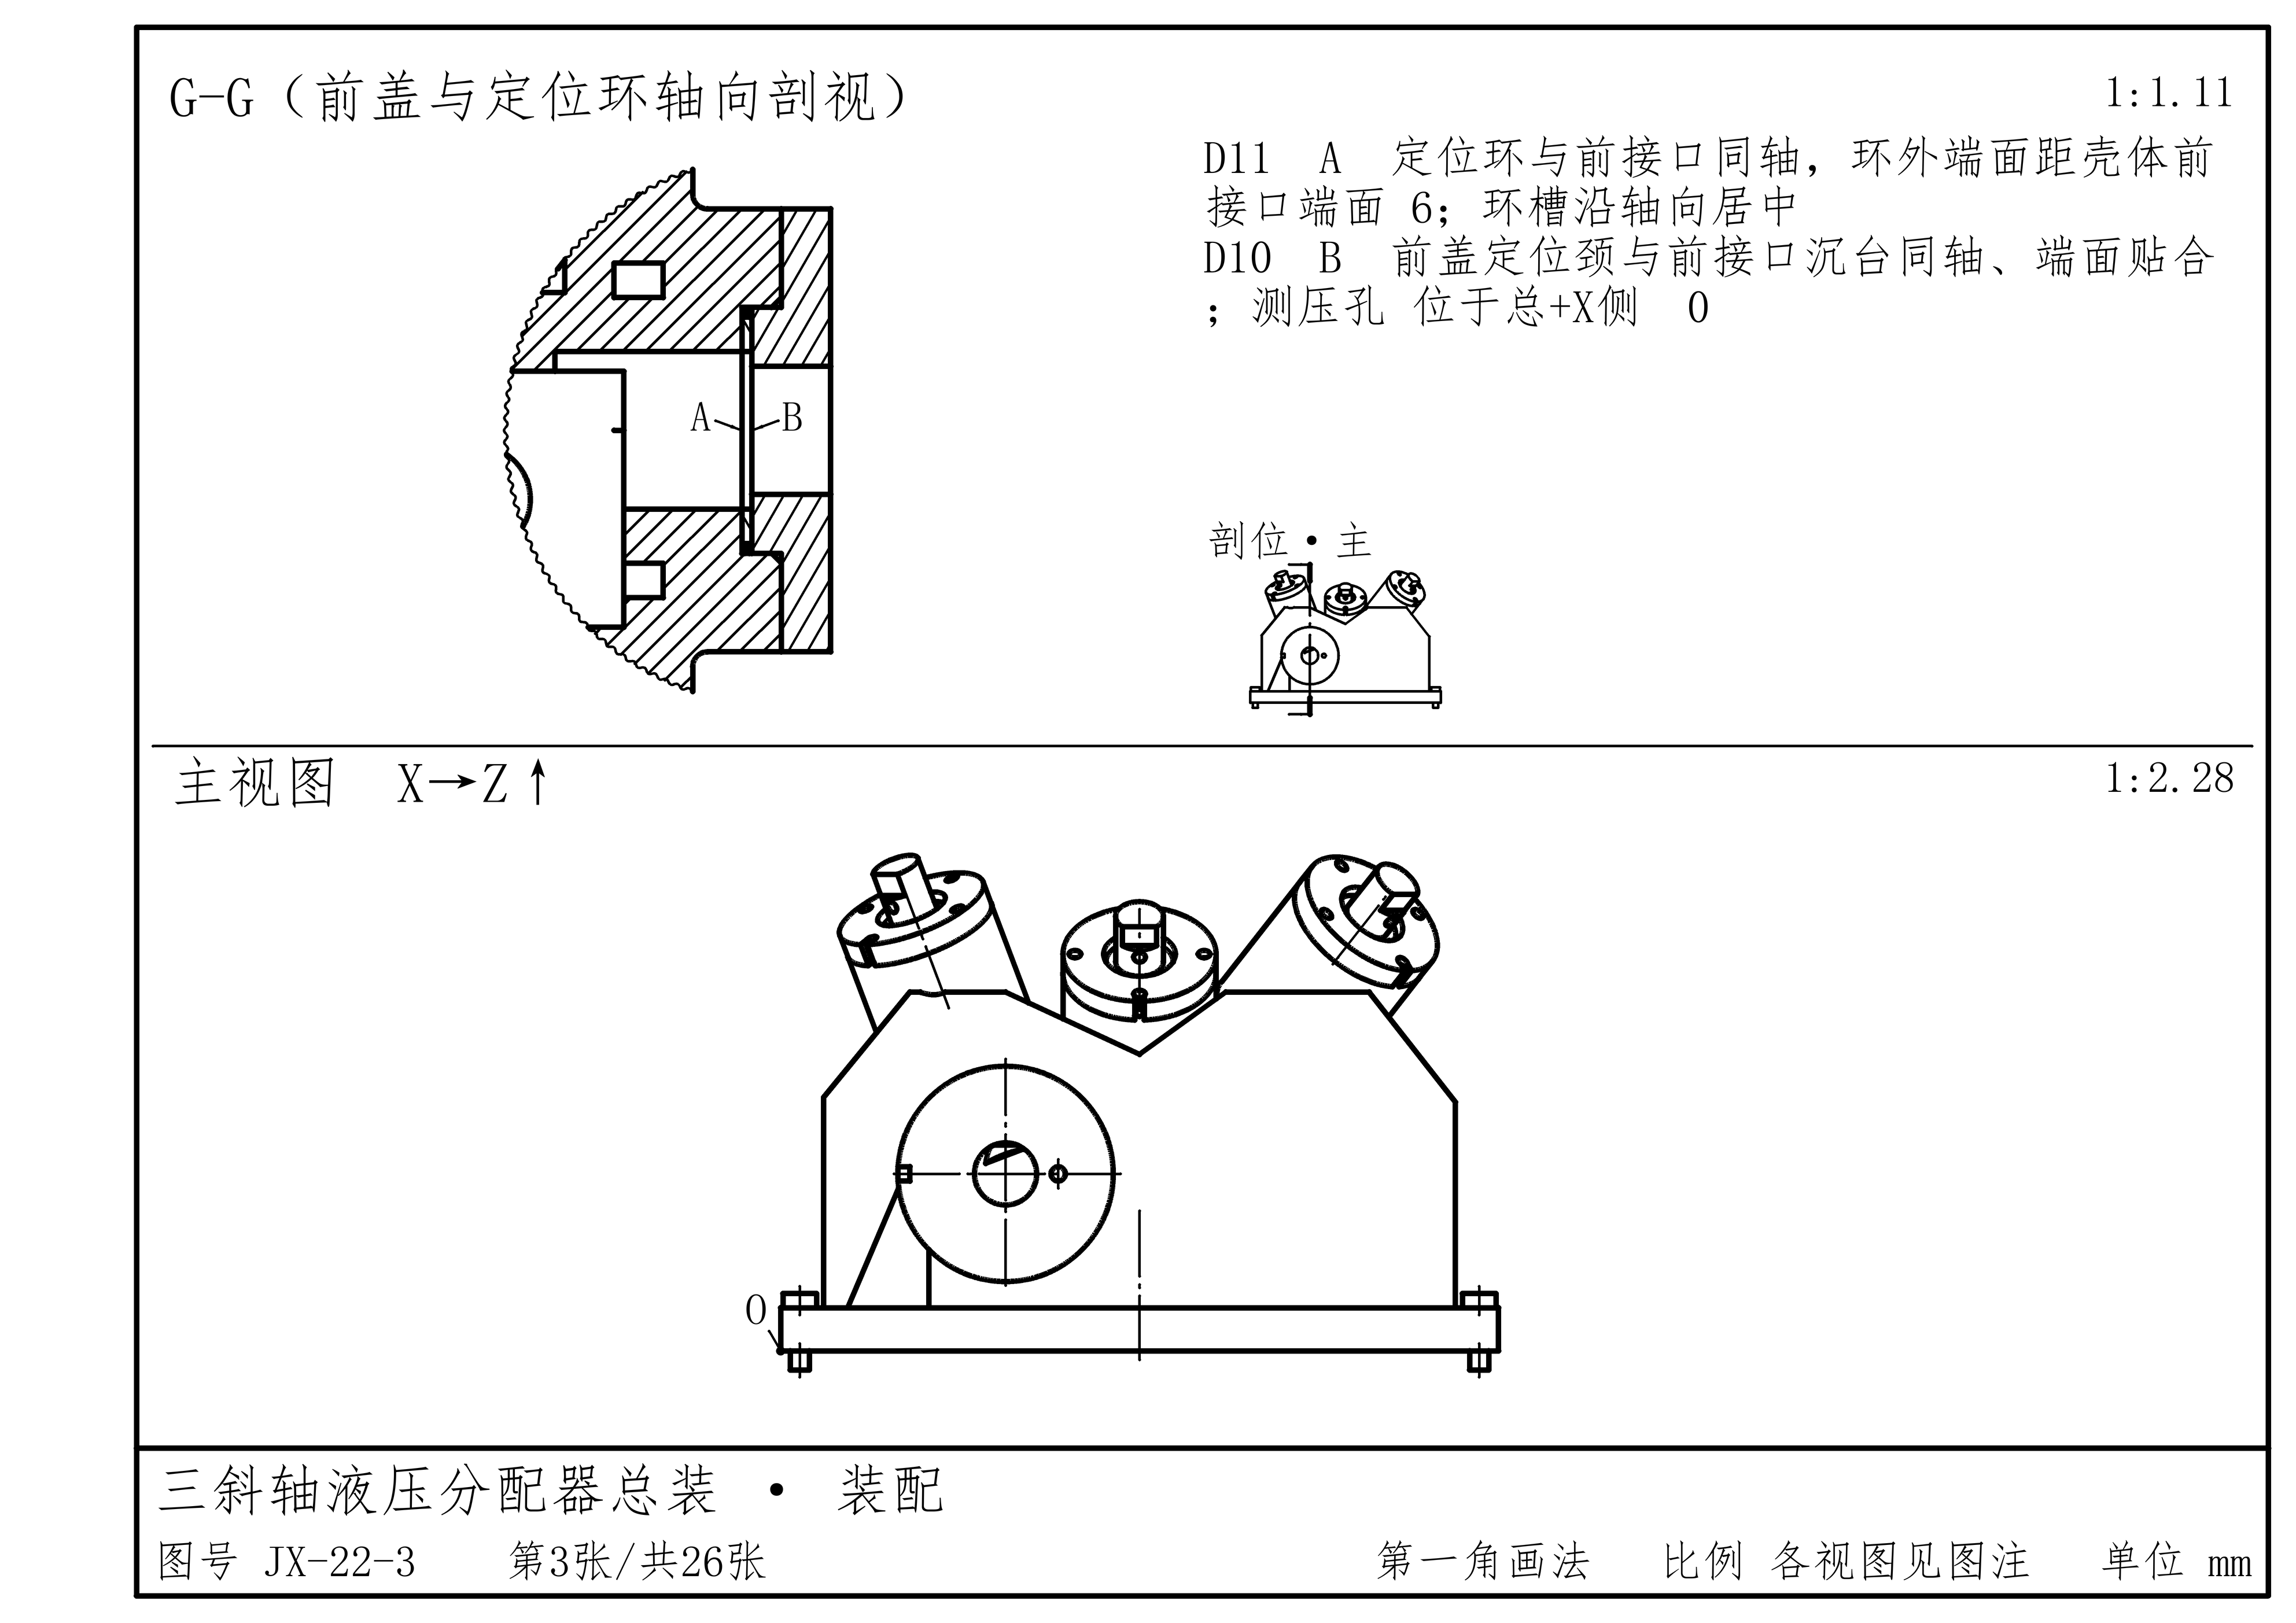 G-G（前盖与定位环轴向剖视）
1:1.11
D11 A 定位环与前接口同轴，环外端面距壳体前
接口端面 6；环槽沿轴向居中
D10 B 前盖定位颈与前接口沉台同轴、端面贴合
；测压孔 位于总+X侧 0
A
B
剖位·主
主视图 X→Z↑
1:2.28
O
三斜轴液压分配器总装 · 装配
图号 JX-22-3 第3张/共26张 第一角画法 比例 各视图见图注 单位 mm